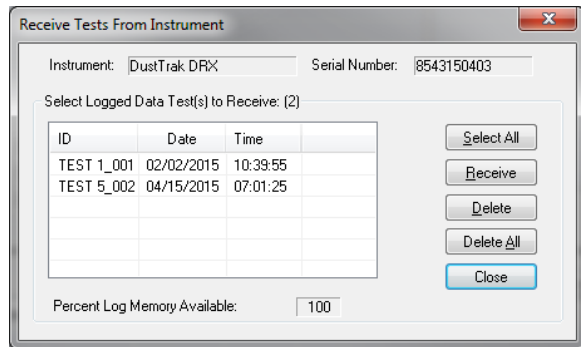 Receive Tests From Instrument
Instrument: DustTrak DRX Serial Number: 8543150403
Select Logged Data Test(s) to Receive: (2)
ID Date Time
TEST 1_001 02/02/2015 10:39:55
TEST 5_002 04/15/2015 07:01:25
Select All
Receive
Delete
Delete All
Close
Percent Log Memory Available: 100